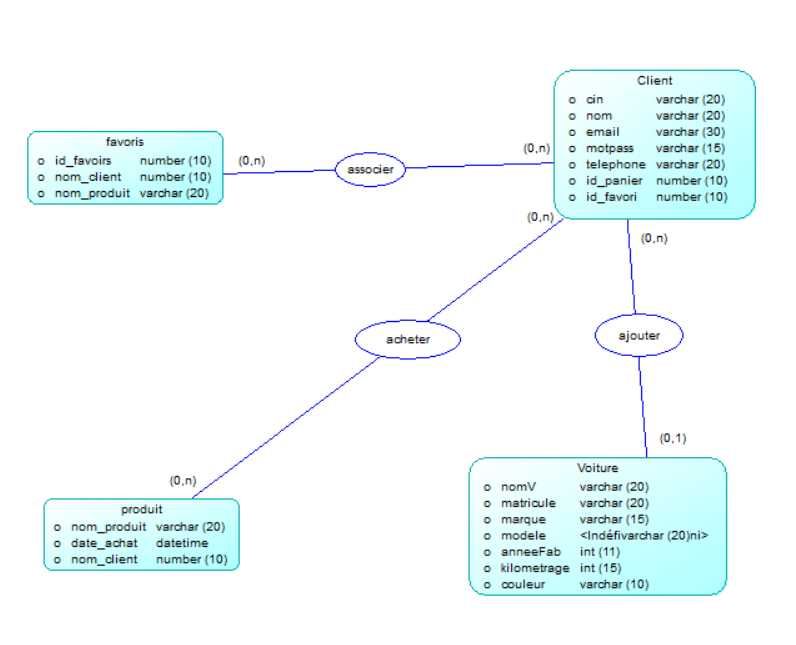 Client
o cin varchar (20)
o nom varchar (20)
o email varchar (30)
o motpass varchar (15)
o telephone varchar (20)
o id_panier number (10)
o id_favori number (10)
favoris
o id_favoirs number (10)
o nom_client number (10)
o nom_produit varchar (20)
(0,n)
associer
(0,n)
(0,n)
(0,n)
acheter
ajouter
(0,n)
(0,1)
produit
o nom_produit varchar (20)
o date_achat datetime
o nom_client number (10)
Voiture
o nomV varchar (20)
o matricule varchar (20)
o marque varchar (15)
o modele <Indéfivarchar (20)ni>
o anneeFab int (11)
o kilometrage int (15)
o couleur varchar (10)